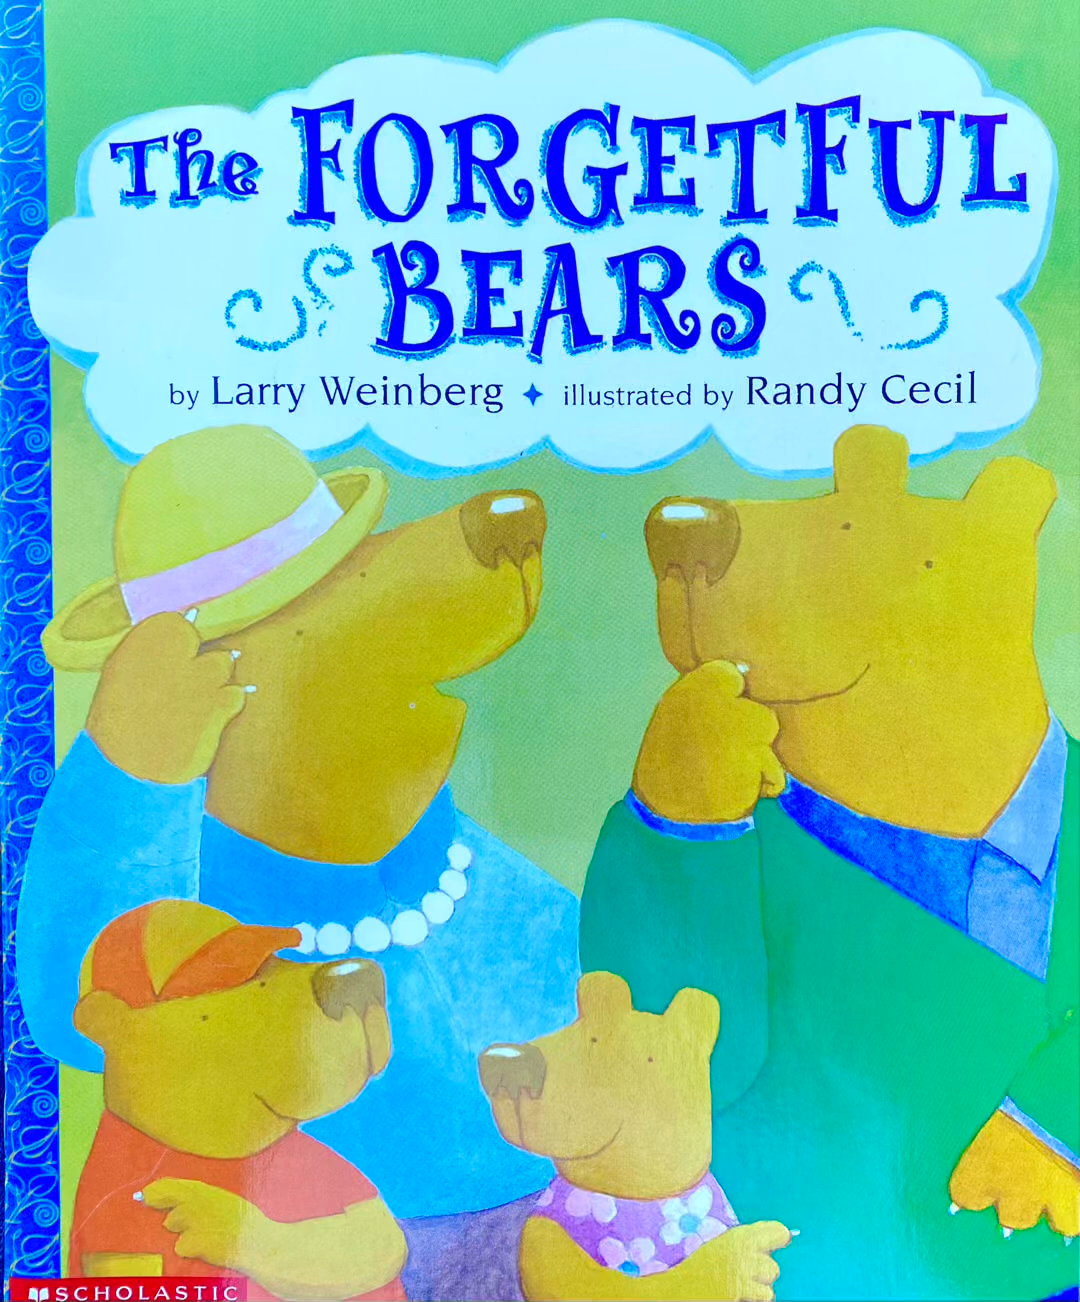 The FORGETFUL
BEARS
by Larry Weinberg ✦ illustrated by Randy Cecil
SCHOLASTIC